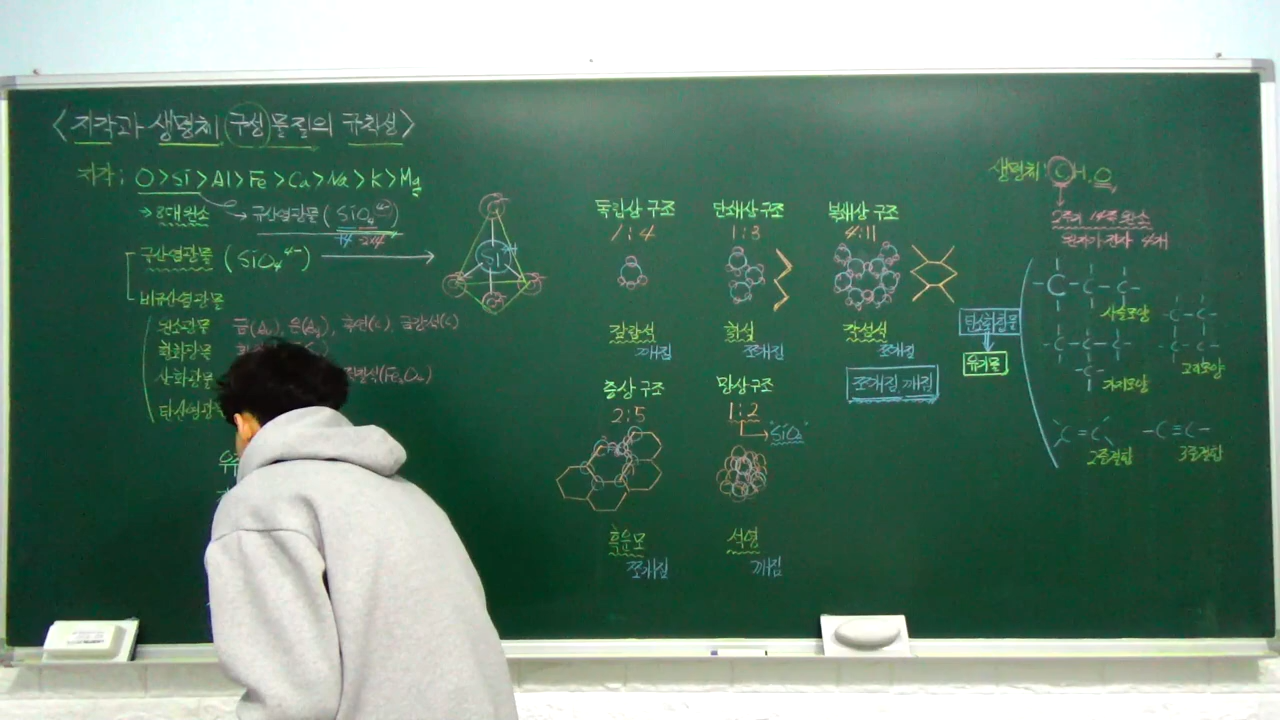 <지각과 생명체 구성 물질의 규칙성>
지각: O>Si>Al>Fe>Ca>Na>K>Mg
→ 8대 원소
규산염 광물 (SiO₄⁴⁻)
+4 -2×4
규산염 광물 (SiO₄⁴⁻)
비규산염 광물
원소광물 금(Au), 은(Ag), 흑연(C), 금강석(C)
황화광물
산화광물
탄산염광물
Si⁴⁺
독립상 구조
1:4
감람석
깨짐
단쇄상 구조
1:3
휘석
쪼개짐
복쇄상 구조
4:11
각섬석
쪼개짐
쪼개짐, 깨짐
층상 구조
2:5
흑운모
쪼개짐
망상 구조
1:2
"SiO₂"
석영
깨짐
생명체: C, H, O
2주기 14족 원소
원자가 전자 4개
탄소화합물
유기물
사슬모양
가지모양
고리모양
C=C
2중결합
-C≡C-
3중결합